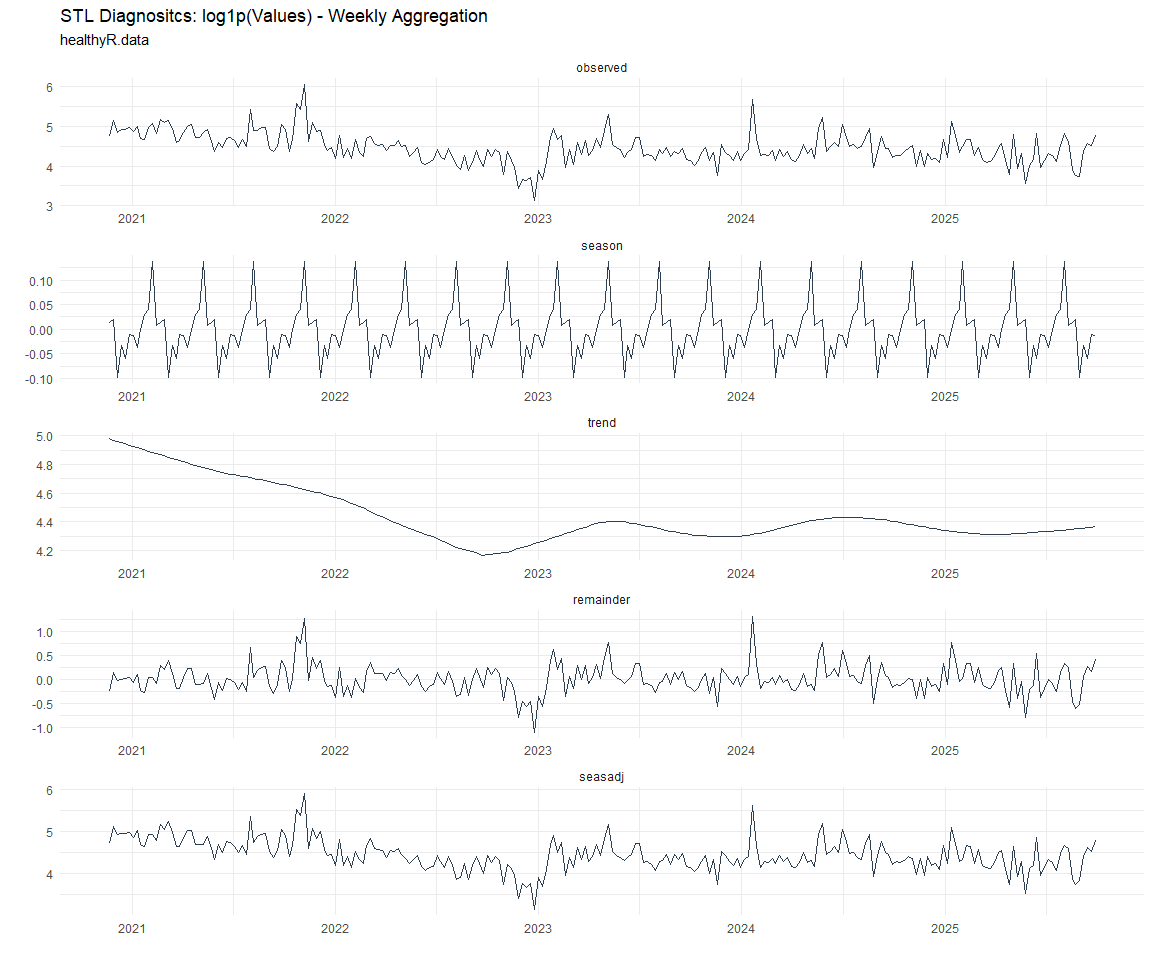 STL Diagnositcs: log1p(Values) - Weekly Aggregation
healthyR.data
observed
6
5
4
3
2021 2022 2023 2024 2025
season
0.10
0.05
0.00
-0.05
-0.10
2021 2022 2023 2024 2025
trend
5.0
4.8
4.6
4.4
4.2
2021 2022 2023 2024 2025
remainder
1.0
0.5
0.0
-0.5
-1.0
2021 2022 2023 2024 2025
seasadj
6
5
4
2021 2022 2023 2024 2025